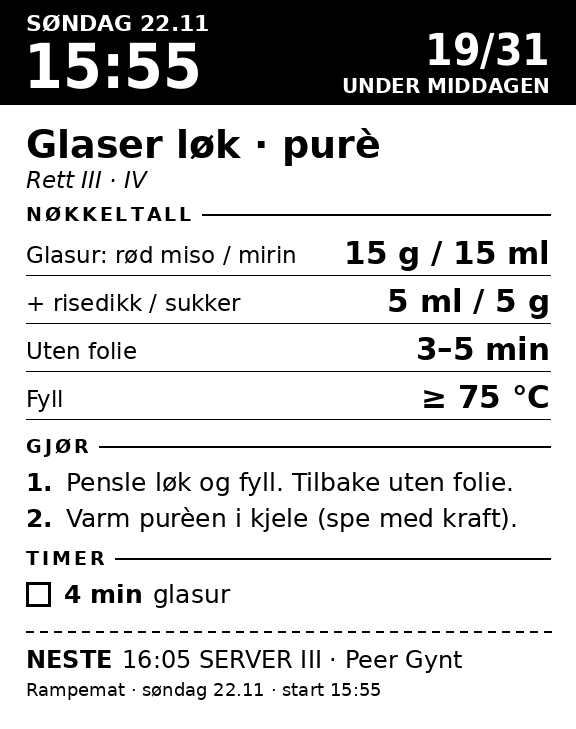 SØNDAG 22.11
15:55
19/31
UNDER MIDDAGEN
Glaser løk · purè
Rett III · IV
NØKKELTALL
Glasur: rød miso / mirin 15 g / 15 ml
+ risedikk / sukker 5 ml / 5 g
Uten folie 3–5 min
Fyll ≥ 75 °C
GJØR
1. Pensle løk og fyll. Tilbake uten folie.
2. Varm purèen i kjele (spe med kraft).
TIMER
☐ 4 min glasur
NESTE 16:05 SERVER III · Peer Gynt
Rampemat · søndag 22.11 · start 15:55